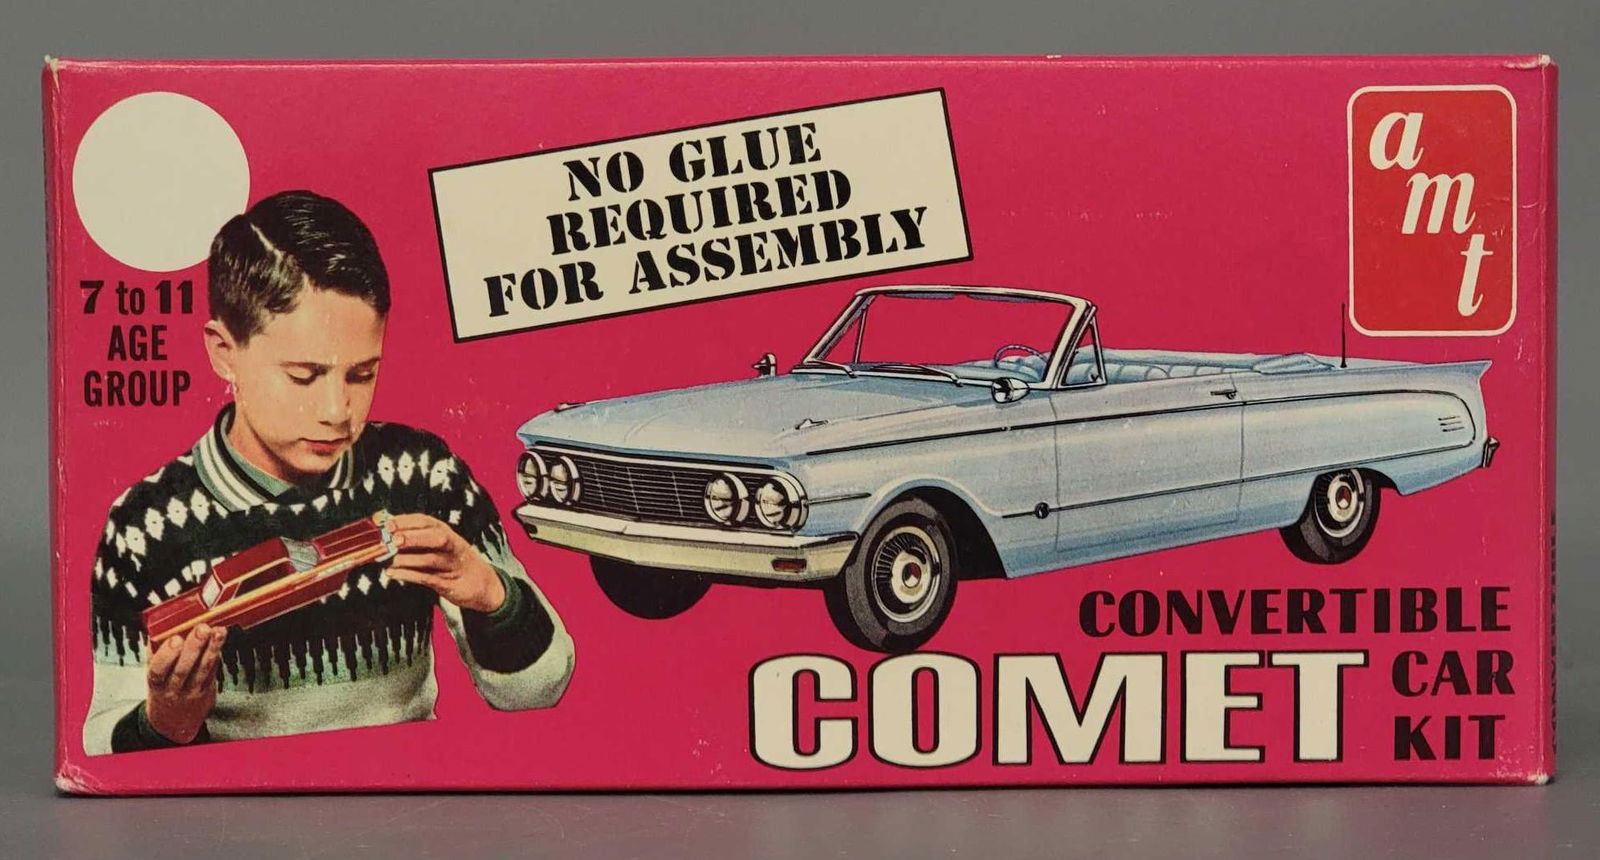 7 to 11
AGE
GROUP
NO GLUE
REQUIRED
FOR ASSEMBLY
amt
CONVERTIBLE
COMET CAR
KIT